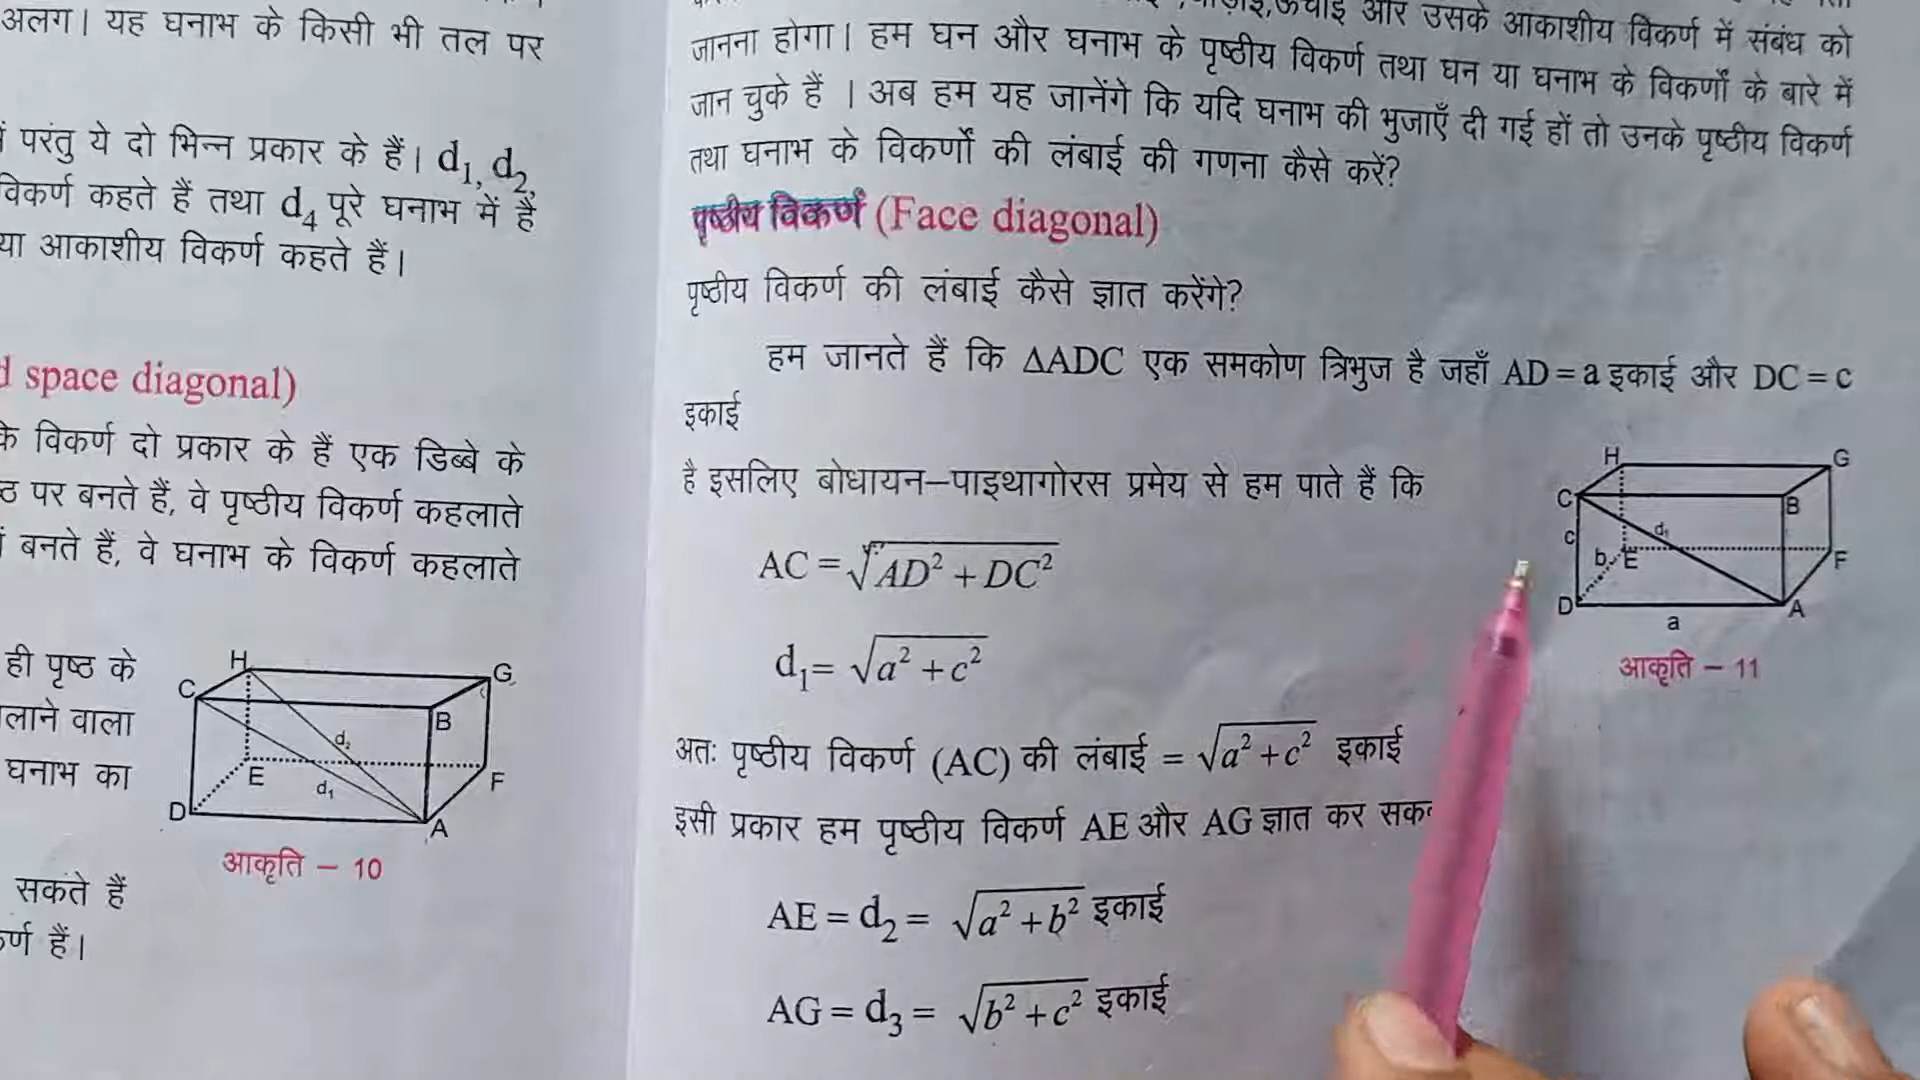 अलग। यह घनाभ के किसी भी तल पर
परंतु ये दो भिन्न प्रकार के हैं। d₁, d₂,
विकर्ण कहते हैं तथा d₄ पूरे घनाभ में है
या आकाशीय विकर्ण कहते हैं।
space diagonal)
के विकर्ण दो प्रकार के हैं एक डिब्बे के
पर बनते हैं, वे पृष्ठीय विकर्ण कहलाते
बनते हैं, वे घनाभ के विकर्ण कहलाते
ही पृष्ठ के
लाने वाला
घनाभ का
H
G
C
B
d₂
E
d₁
F
D
A
आकृति – 10
सकते हैं
हैं।
और उसके आकाशीय विकर्ण में संबंध को
जानना होगा। हम घन और घनाभ के पृष्ठीय विकर्ण तथा घन या घनाभ के विकर्णों के बारे में
जान चुके हैं । अब हम यह जानेंगे कि यदि घनाभ की भुजाएँ दी गई हों तो उनके पृष्ठीय विकर्ण
तथा घनाभ के विकर्णों की लंबाई की गणना कैसे करें?
पृष्ठीय विकर्ण (Face diagonal)
पृष्ठीय विकर्ण की लंबाई कैसे ज्ञात करेंगे?
हम जानते हैं कि ΔADC एक समकोण त्रिभुज है जहाँ AD = a इकाई और DC = c
इकाई
है इसलिए बोधायन–पाइथागोरस प्रमेय से हम पाते हैं कि
AC = √(AD² + DC²)
d₁ = √(a² + c²)
अतः पृष्ठीय विकर्ण (AC) की लंबाई = √(a² + c²) इकाई
इसी प्रकार हम पृष्ठीय विकर्ण AE और AG ज्ञात कर
AE = d₂ = √(a² + b²) इकाई
AG = d₃ = √(b² + c²) इकाई
H
G
C
B
c
d₁
b
E
F
D
A
a
आकृति – 11